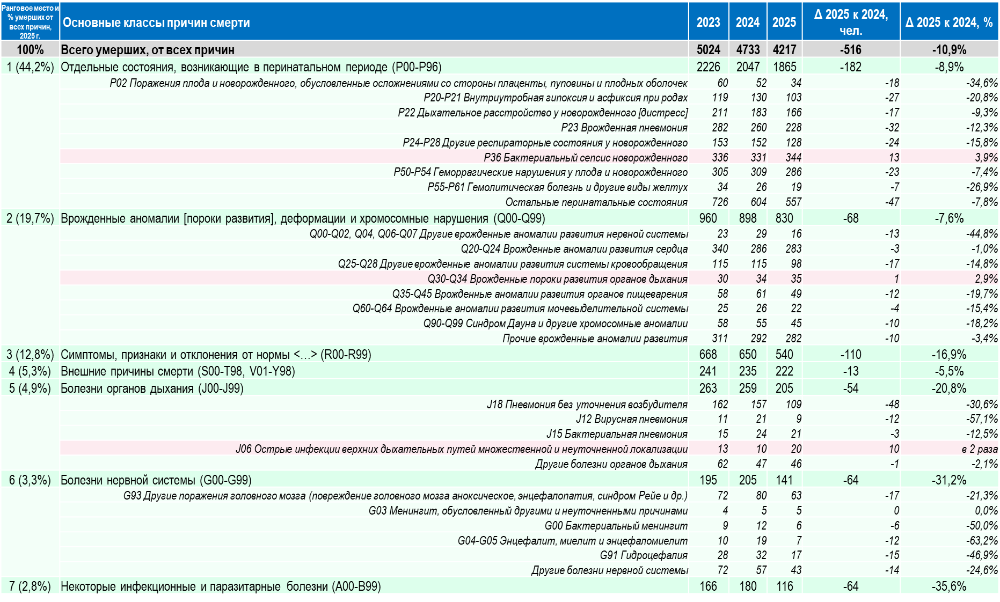 Ранговое место и % умерших от всех причин, 2025 г. Основные классы причин смерти 2023 2024 2025 Δ 2025 к 2024, чел. Δ 2025 к 2024, %
100% Всего умерших, от всех причин 5024 4733 4217 -516 -10,9%
1 (44,2%) Отдельные состояния, возникающие в перинатальном периоде (P00-P96) 2226 2047 1865 -182 -8,9%
P02 Поражения плода и новорожденного, обусловленные осложнениями со стороны плаценты, пуповины и плодных оболочек 60 52 34 -18 -34,6%
P20-P21 Внутриутробная гипоксия и асфиксия при родах 119 130 103 -27 -20,8%
P22 Дыхательное расстройство у новорожденного [дистресс] 211 183 166 -17 -9,3%
P23 Врожденная пневмония 282 260 228 -32 -12,3%
P24-P28 Другие респираторные состояния у новорожденного 153 152 128 -24 -15,8%
P36 Бактериальный сепсис новорожденного 336 331 344 13 3,9%
P50-P54 Геморрагические нарушения у плода и новорожденного 305 309 286 -23 -7,4%
P55-P61 Гемолитическая болезнь и другие виды желтух 34 26 19 -7 -26,9%
Остальные перинатальные состояния 726 604 557 -47 -7,8%
2 (19,7%) Врожденные аномалии [пороки развития], деформации и хромосомные нарушения (Q00-Q99) 960 898 830 -68 -7,6%
Q00-Q02, Q04, Q06-Q07 Другие врожденные аномалии развития нервной системы 23 29 16 -13 -44,8%
Q20-Q24 Врожденные аномалии развития сердца 340 286 283 -3 -1,0%
Q25-Q28 Другие врожденные аномалии развития системы кровообращения 115 115 98 -17 -14,8%
Q30-Q34 Врожденные пороки развития органов дыхания 30 34 35 1 2,9%
Q35-Q45 Врожденные аномалии развития органов пищеварения 58 61 49 -12 -19,7%
Q60-Q64 Врожденные аномалии развития мочевыделительной системы 25 26 22 -4 -15,4%
Q90-Q99 Синдром Дауна и другие хромосомные аномалии 58 55 45 -10 -18,2%
Прочие врожденные аномалии развития 311 292 282 -10 -3,4%
3 (12,8%) Симптомы, признаки и отклонения от нормы <...> (R00-R99) 668 650 540 -110 -16,9%
4 (5,3%) Внешние причины смерти (S00-T98, V01-Y98) 241 235 222 -13 -5,5%
5 (4,9%) Болезни органов дыхания (J00-J99) 263 259 205 -54 -20,8%
J18 Пневмония без уточнения возбудителя 162 157 109 -48 -30,6%
J12 Вирусная пневмония 11 21 9 -12 -57,1%
J15 Бактериальная пневмония 15 24 21 -3 -12,5%
J06 Острые инфекции верхних дыхательных путей множественной и неуточненной локализации 13 10 20 10 в 2 раза
Другие болезни органов дыхания 62 47 46 -1 -2,1%
6 (3,3%) Болезни нервной системы (G00-G99) 195 205 141 -64 -31,2%
G93 Другие поражения головного мозга (повреждение головного мозга аноксическое, энцефалопатия, синдром Рейе и др.) 72 80 63 -17 -21,3%
G03 Менингит, обусловленный другими и неуточненными причинами 4 5 5 0 0,0%
G00 Бактериальный менингит 9 12 6 -6 -50,0%
G04-G05 Энцефалит, миелит и энцефаломиелит 10 19 7 -12 -63,2%
G91 Гидроцефалия 28 32 17 -15 -46,9%
Другие болезни нервной системы 72 57 43 -14 -24,6%
7 (2,8%) Некоторые инфекционные и паразитарные болезни (A00-B99) 166 180 116 -64 -35,6%